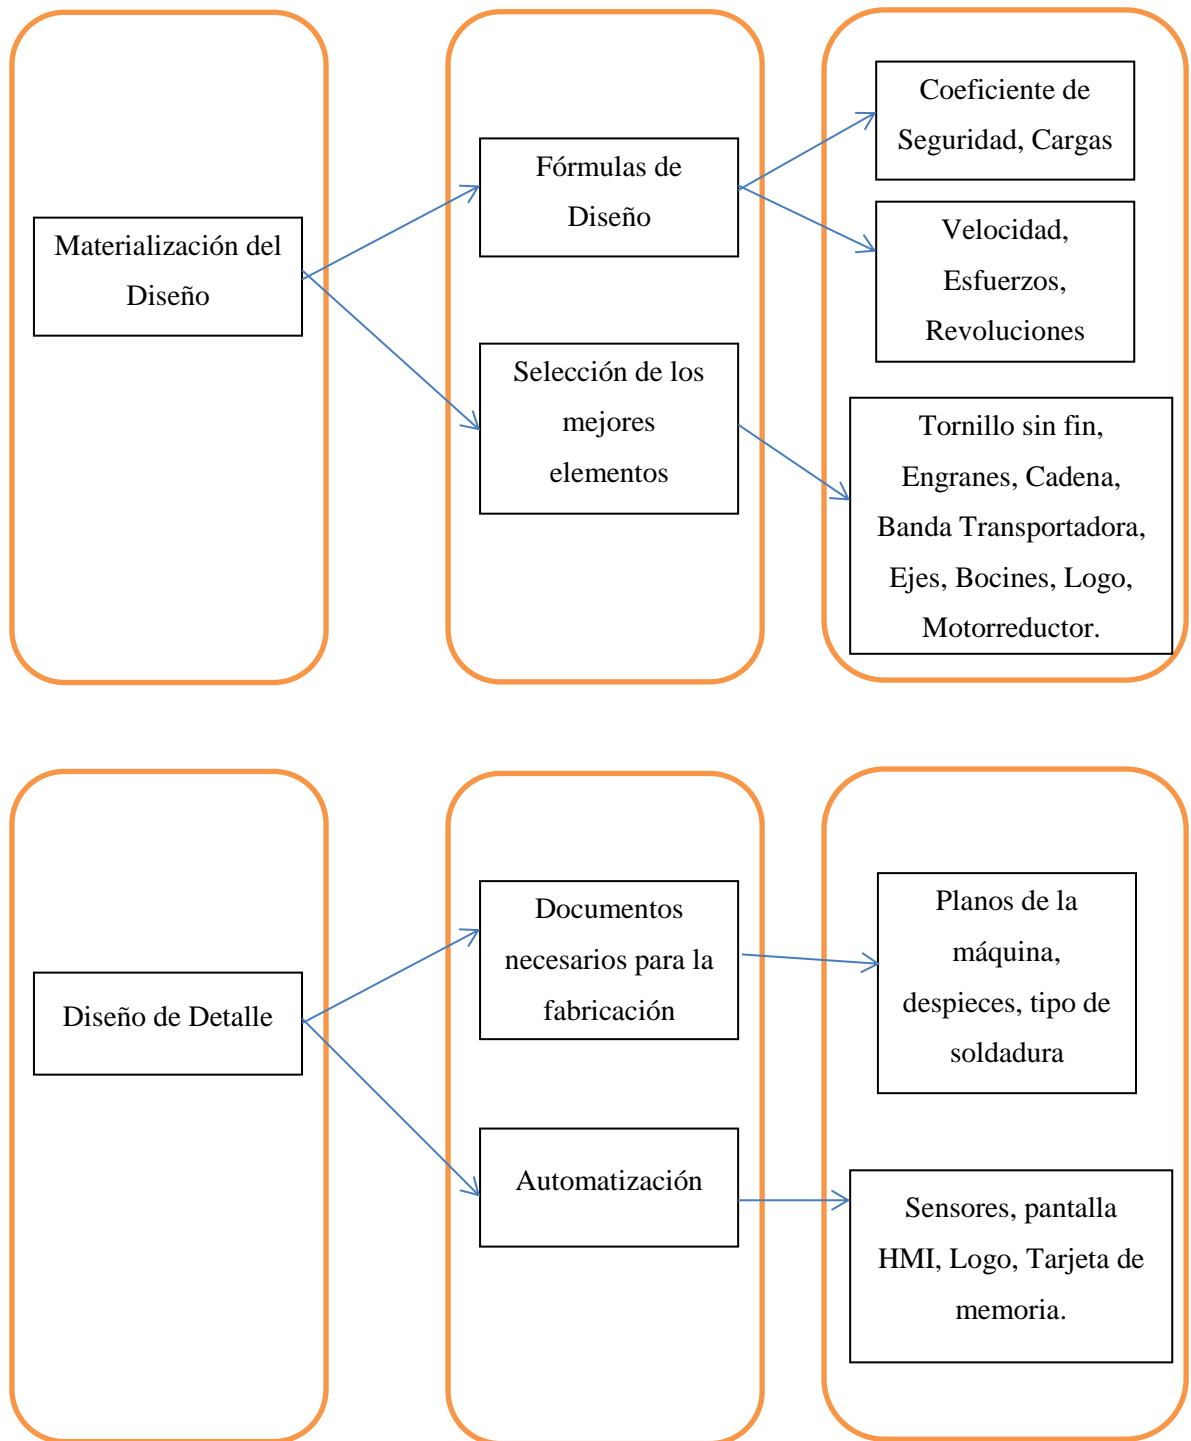 Materialización del
Diseño
Fórmulas de
Diseño
Selección de los
mejores
elementos
Coeficiente de
Seguridad, Cargas
Velocidad,
Esfuerzos,
Revoluciones
Tornillo sin fin,
Engranes, Cadena,
Banda Transportadora,
Ejes, Bocines, Logo,
Motorreductor.
Diseño de Detalle
Documentos
necesarios para la
fabricación
Automatización
Planos de la
máquina,
despieces, tipo de
soldadura
Sensores, pantalla
HMI, Logo, Tarjeta de
memoria.